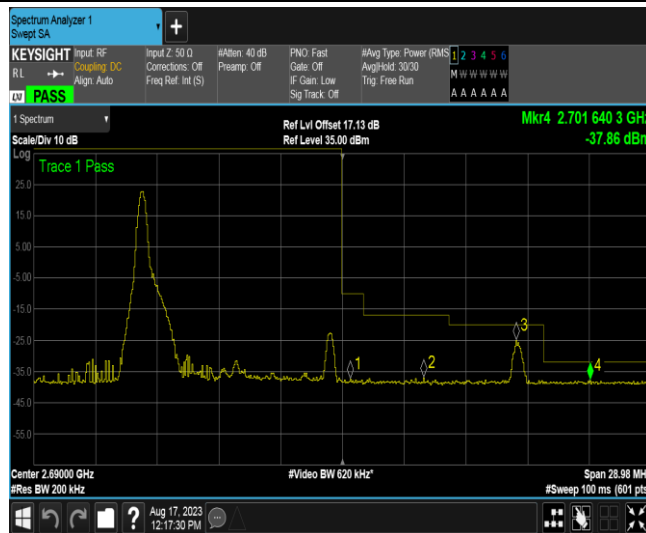 Spectrum Analyzer 1
Swept SA
+
KEYSIGHT
RL
LXI
PASS
Input: RF
Coupling: DC
Align: Auto
Input Z: 50 Ω
Corrections: Off
Freq Ref: Int (S)
#Atten: 40 dB
Preamp: Off
PNO: Fast
Gate: Off
IF Gain: Low
Sig Track: Off
#Avg Type: Power (RMS
Avg|Hold: 30/30
Trig: Free Run
1 2 3 4 5 6
M W W W W W
A A A A A A
1 Spectrum
Scale/Div 10 dB
Ref Lvl Offset 17.13 dB
Ref Level 35.00 dBm
Mkr4 2.701 640 3 GHz
-37.86 dBm
Log
Trace 1 Pass
25.0
15.0
5.00
-5.00
-15.0
-25.0
-35.0
-45.0
-55.0
1
2
3
4
Center 2.69000 GHz
#Res BW 200 kHz
#Video BW 620 kHz*
Span 28.98 MH
#Sweep 100 ms (601 pts
?
Aug 17, 2023
12:17:30 PM